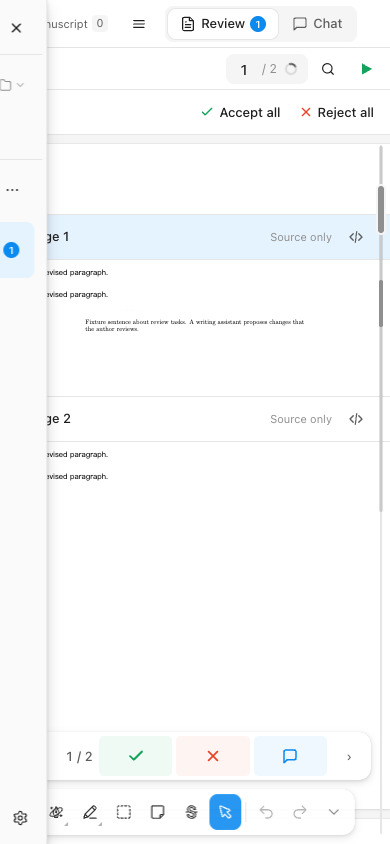 nuscript 0
Review 1
Chat
1 / 2
Accept all
Reject all
1
ge 1
Source only
evised paragraph.
evised paragraph.
Fixture sentence about review tasks. A writing assistant proposes changes that
the author reviews.
ge 2
Source only
evised paragraph.
evised paragraph.
1 / 2